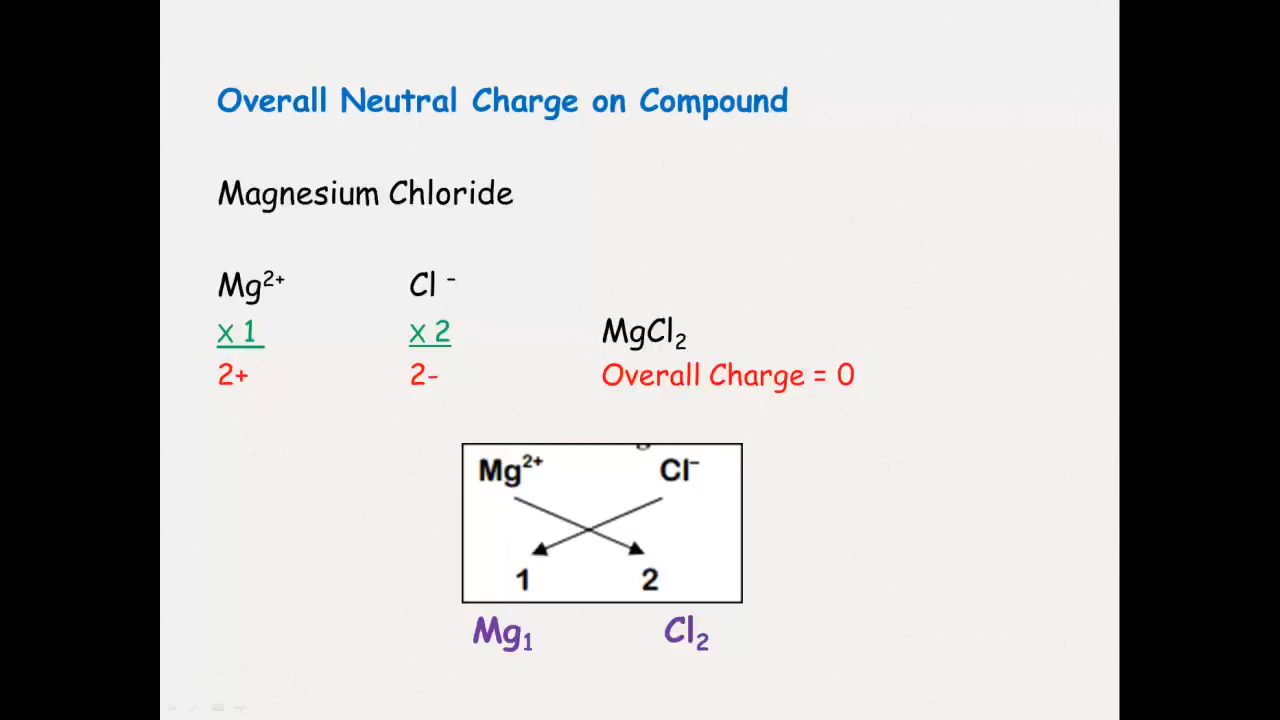 Overall Neutral Charge on Compound
Magnesium Chloride
Mg²⁺ Cl ⁻
x 1 x 2 MgCl₂
2+ 2- Overall Charge = 0
Mg²⁺ Cl⁻
1 2
Mg₁ Cl₂